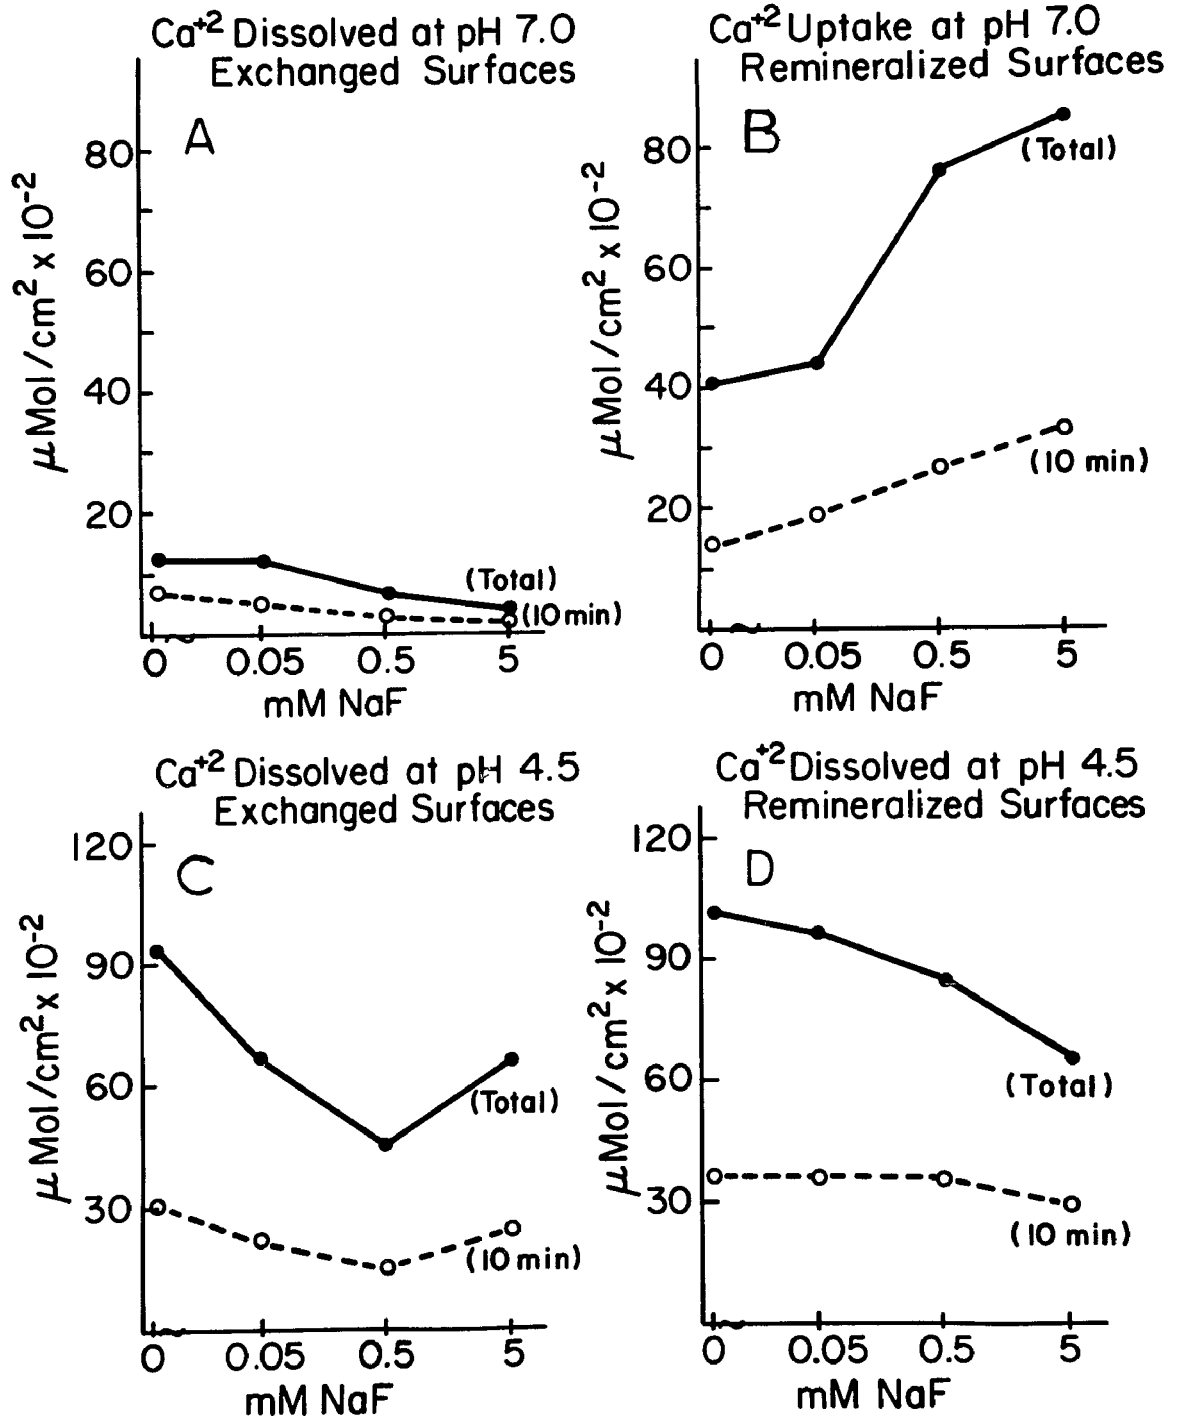 Ca+2 Dissolved at pH 7.0
Exchanged Surfaces
A
80
60
40
20
μMol/cm2 x 10-2
(Total)
(10 min)
0 0.05 0.5 5
mM NaF
Ca+2 Uptake at pH 7.0
Remineralized Surfaces
B
80
60
40
20
μMol/cm2 x 10-2
(Total)
(10 min)
0 0.05 0.5 5
mM NaF
Ca+2 Dissolved at pH 4.5
Exchanged Surfaces
C
120
90
60
30
μMol/cm2 x 10-2
(Total)
(10 min)
0 0.05 0.5 5
mM NaF
Ca+2 Dissolved at pH 4.5
Remineralized Surfaces
D
120
90
60
30
μMol/cm2 x 10-2
(Total)
(10 min)
0 0.05 0.5 5
mM NaF